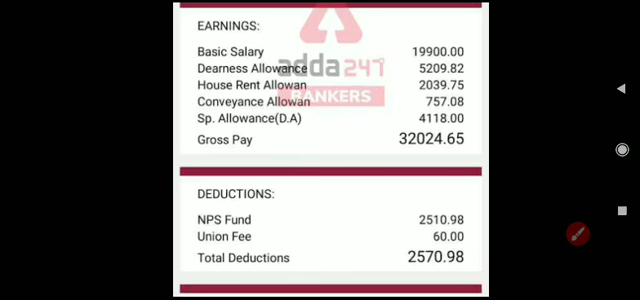 EARNINGS:
Basic Salary 19900.00
Dearness Allowance 5209.82
adda247
House Rent Allowan 2039.75
BANKERS
Conveyance Allowan 757.08
Sp. Allowance(D.A) 4118.00
Gross Pay 32024.65
DEDUCTIONS:
NPS Fund 2510.98
Union Fee 60.00
Total Deductions 2570.98